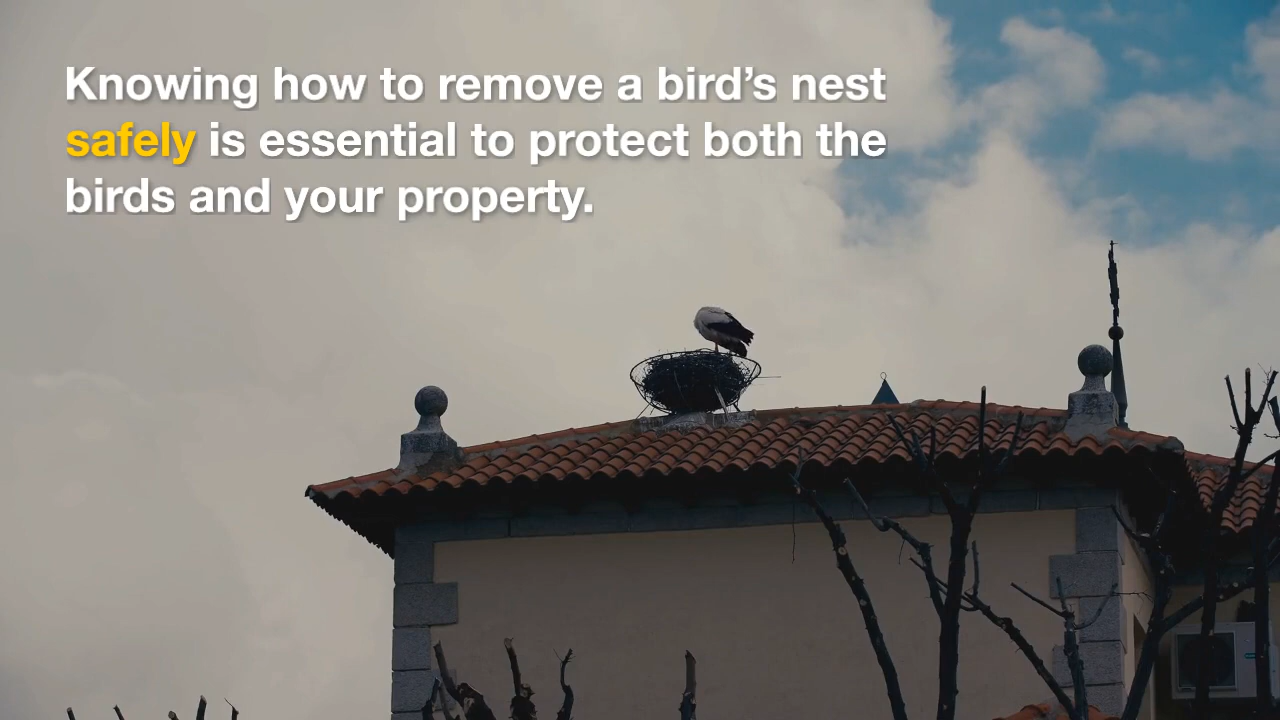 Knowing how to remove a bird’s nest
safely is essential to protect both the
birds and your property.